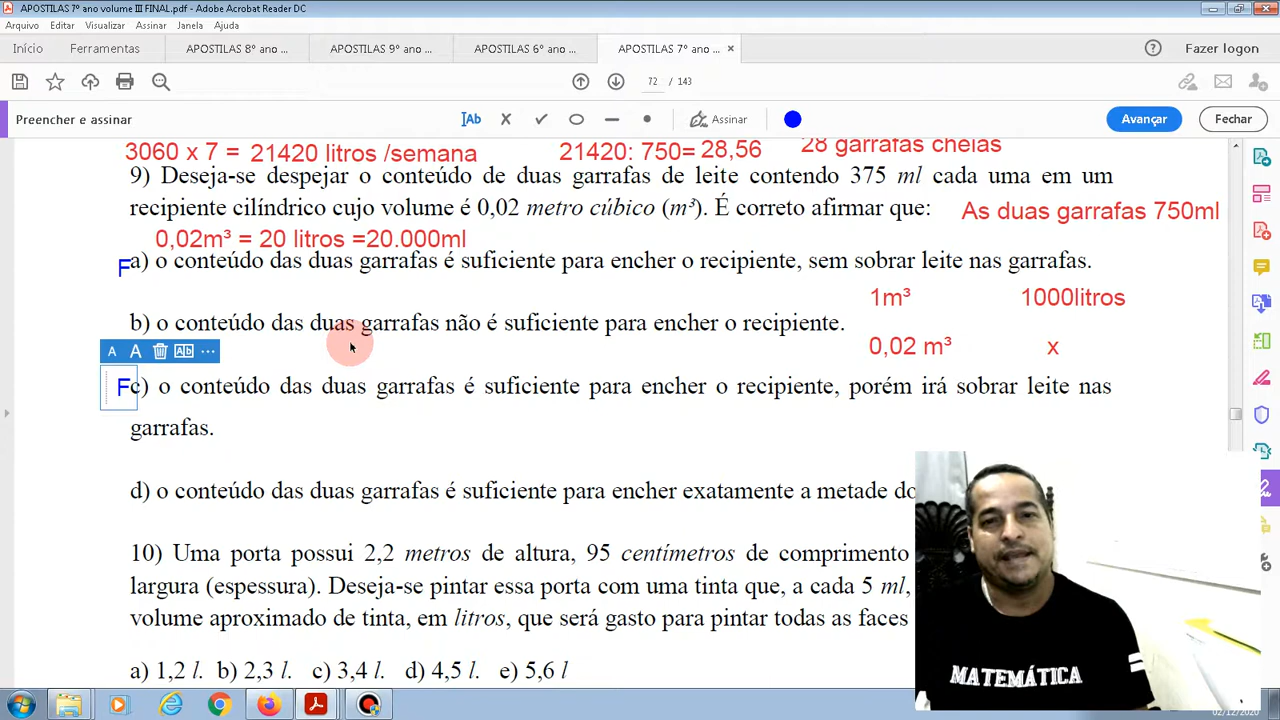 APOSTILAS 7º ano volume III FINAL.pdf - Adobe Acrobat Reader DC
Arquivo Editar Visualizar Assinar Janela Ajuda
Início Ferramentas APOSTILAS 8º ano ... APOSTILAS 9º ano ... APOSTILAS 6º ano ... APOSTILAS 7º ano ... × Fazer logon
72 / 143
Preencher e assinar Ab Assinar Avançar Fechar
3060 x 7 = 21420 litros /semana 21420: 750= 28,56 28 garrafas cheias
9) Deseja-se despejar o conteúdo de duas garrafas de leite contendo 375 ml cada uma em um
recipiente cilíndrico cujo volume é 0,02 metro cúbico (m³). É correto afirmar que: As duas garrafas 750ml
0,02m³ = 20 litros =20.000ml
F a) o conteúdo das duas garrafas é suficiente para encher o recipiente, sem sobrar leite nas garrafas.
1m³ 1000litros
b) o conteúdo das duas garrafas não é suficiente para encher o recipiente.
0,02 m³ x
A A Ab ...
F c) o conteúdo das duas garrafas é suficiente para encher o recipiente, porém irá sobrar leite nas
garrafas.
d) o conteúdo das duas garrafas é suficiente para encher exatamente a metade do
10) Uma porta possui 2,2 metros de altura, 95 centímetros de comprimento
largura (espessura). Deseja-se pintar essa porta com uma tinta que, a cada 5 ml,
volume aproximado de tinta, em litros, que será gasto para pintar todas as faces
a) 1,2 l. b) 2,3 l. c) 3,4 l. d) 4,5 l. e) 5,6 l
MATEMÁTICA
02/12/2020